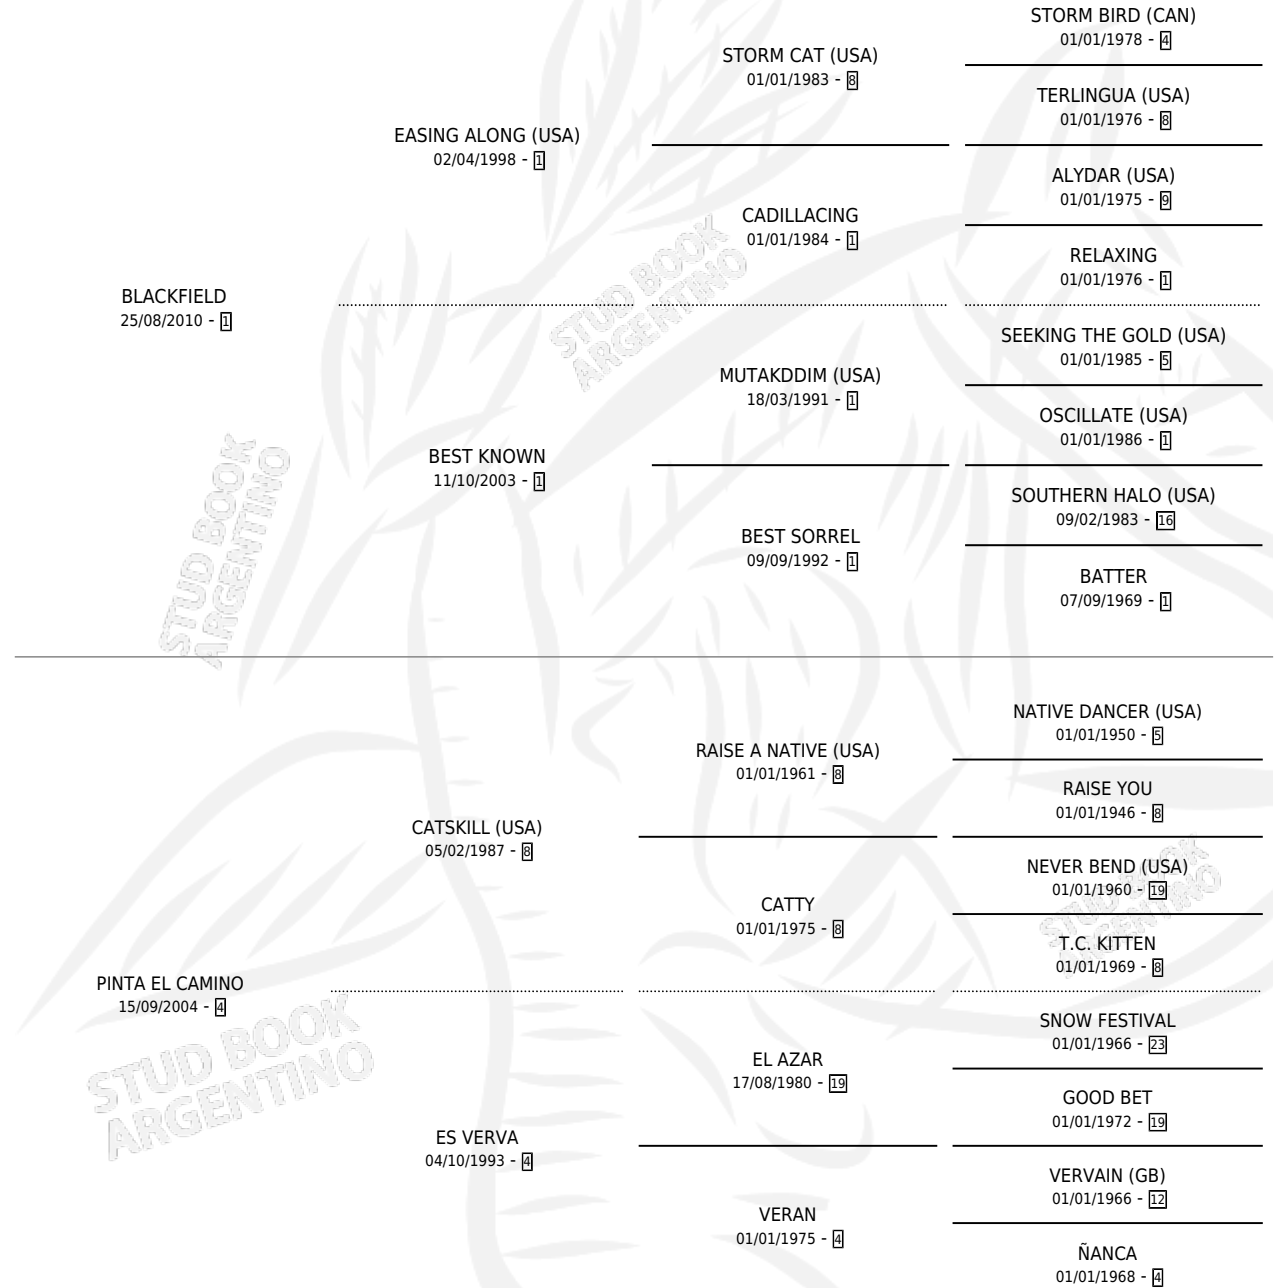 STORM BIRD (CAN)
01/01/1978 - 4
STORM CAT (USA)
01/01/1983 - 8
TERLINGUA (USA)
01/01/1976 - 8
EASING ALONG (USA)
02/04/1998 - 1
ALYDAR (USA)
01/01/1975 - 9
CADILLACING
01/01/1984 - 1
RELAXING
01/01/1976 - 1
BLACKFIELD
25/08/2010 - 1
STUD BOOK
ARGENTINO
SEEKING THE GOLD (USA)
01/01/1985 - 5
MUTAKDDIM (USA)
18/03/1991 - 1
OSCILLATE (USA)
01/01/1986 - 1
BEST KNOWN
11/10/2003 - 1
SOUTHERN HALO (USA)
09/02/1983 - 16
BEST SORREL
09/09/1992 - 1
BATTER
07/09/1969 - 1
STUD BOOK
ARGENTINO
NATIVE DANCER (USA)
01/01/1950 - 5
RAISE A NATIVE (USA)
01/01/1961 - 8
RAISE YOU
01/01/1946 - 8
CATSKILL (USA)
05/02/1987 - 8
NEVER BEND (USA)
01/01/1960 - 19
CATTY
01/01/1975 - 8
T.C. KITTEN
01/01/1969 - 8
STUD BOOK
ARGENTINO
PINTA EL CAMINO
15/09/2004 - 4
SNOW FESTIVAL
01/01/1966 - 23
EL AZAR
17/08/1980 - 19
GOOD BET
01/01/1972 - 19
STUD BOOK
ARGENTINO
ES VERVA
04/10/1993 - 4
VERVAIN (GB)
01/01/1966 - 12
VERAN
01/01/1975 - 4
ÑANCA
01/01/1968 - 4